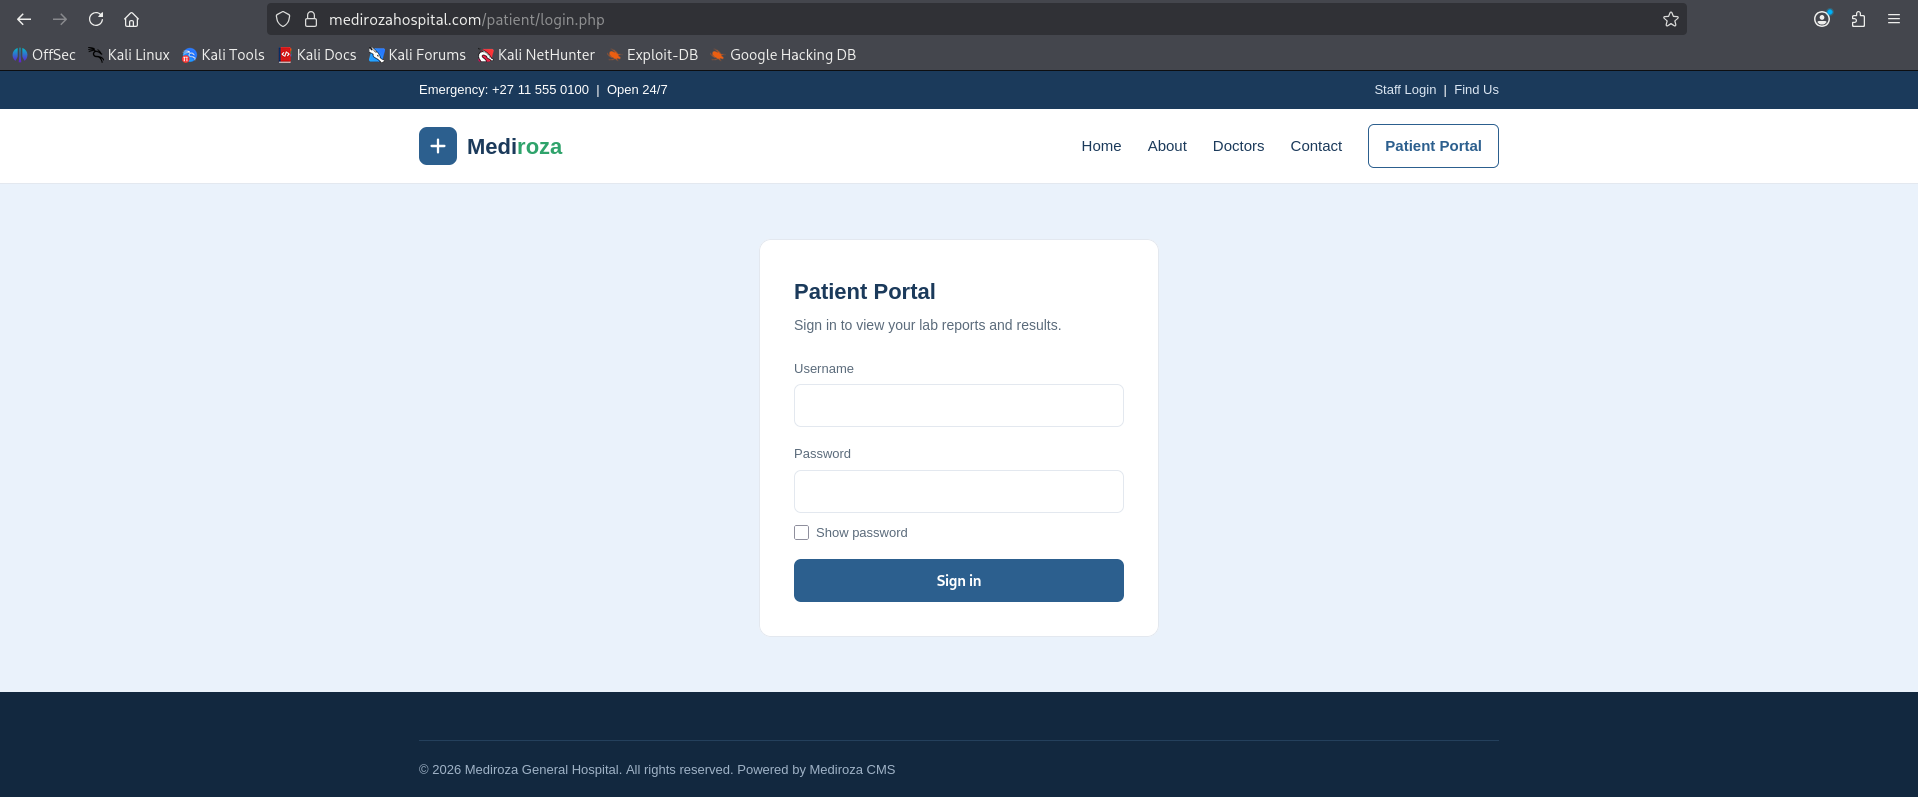 medirozahospital.com/patient/login.php
OffSec Kali Linux Kali Tools Kali Docs Kali Forums Kali NetHunter Exploit-DB Google Hacking DB
Emergency: +27 11 555 0100 | Open 24/7 Staff Login | Find Us
Mediroza Home About Doctors Contact Patient Portal
Patient Portal
Sign in to view your lab reports and results.
Username
Password
Show password
Sign in
© 2026 Mediroza General Hospital. All rights reserved. Powered by Mediroza CMS